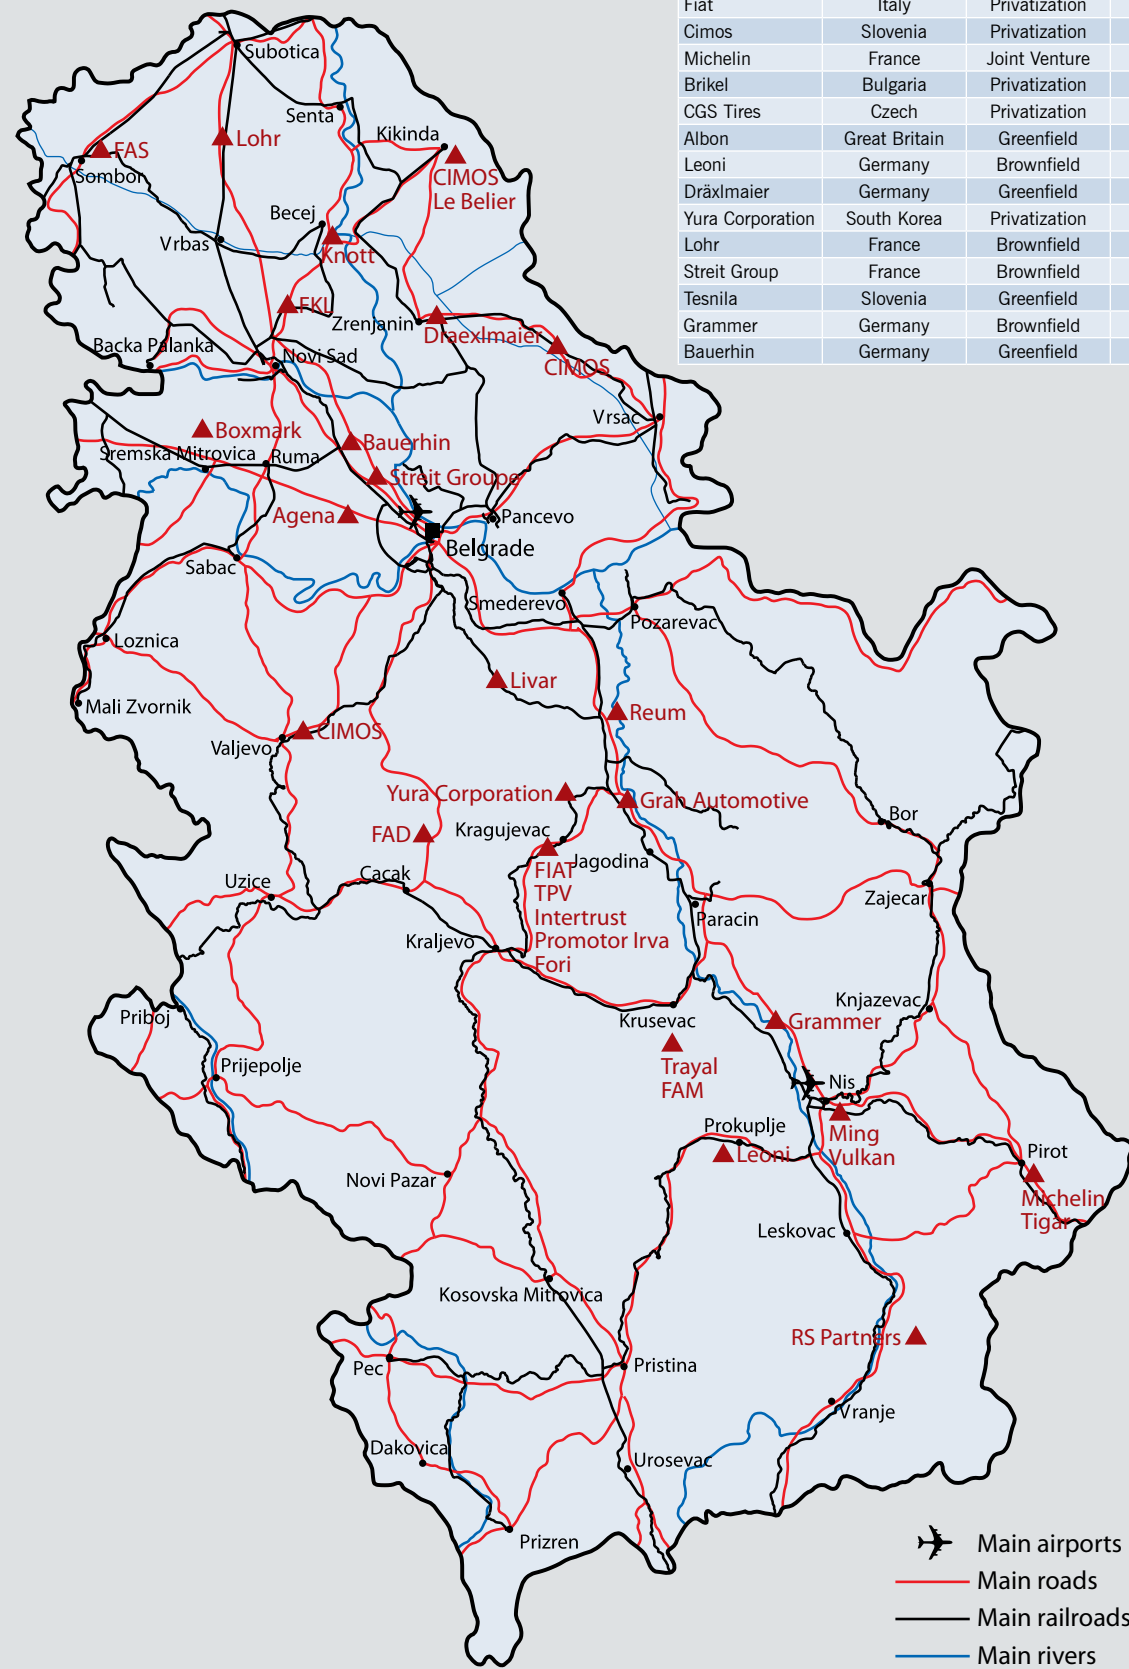 Fiat Italy Privatization
Cimos Slovenia Privatization
Michelin France Joint Venture
Brikel Bulgaria Privatization
CGS Tires Czech Privatization
Albon Great Britain Greenfield
Leoni Germany Brownfield
Dräxlmaier Germany Greenfield
Yura Corporation South Korea Privatization
Lohr France Brownfield
Streit Group France Brownfield
Tesnila Slovenia Greenfield
Grammer Germany Brownfield
Bauerhin Germany Greenfield
Subotica
Senta
Lohr
Kikinda
FAS
Sombor
CIMOS
Le Belier
Becej
Vrbas
Knott
FKL
Zrenjanin
Draexlmaier
Backa Palanka
Novi Sad
CIMOS
Vrsac
Boxmark
Bauerhin
Sremska Mitrovica
Ruma
Streit Groupe
Agena
Pancevo
Belgrade
Sabac
Smederevo
Pozarevac
Loznica
Livar
Mali Zvornik
Reum
CIMOS
Valjevo
Yura Corporation
Grah Automotive
Bor
FAD
Kragujevac
Jagodina
FIAT
TPV
Intertrust
Promotor Irva
Fori
Cacak
Uzice
Zajecar
Paracin
Kraljevo
Knjazevac
Priboj
Krusevac
Grammer
Trayal
FAM
Prijepolje
Nis
Prokuplje
Ming
Vulkan
Leoni
Pirot
Novi Pazar
Michelin
Tigar
Leskovac
Kosovska Mitrovica
RS Partners
Pec
Pristina
Vranje
Dakovica
Urosevac
Prizren
Main airports
Main roads
Main railroads
Main rivers